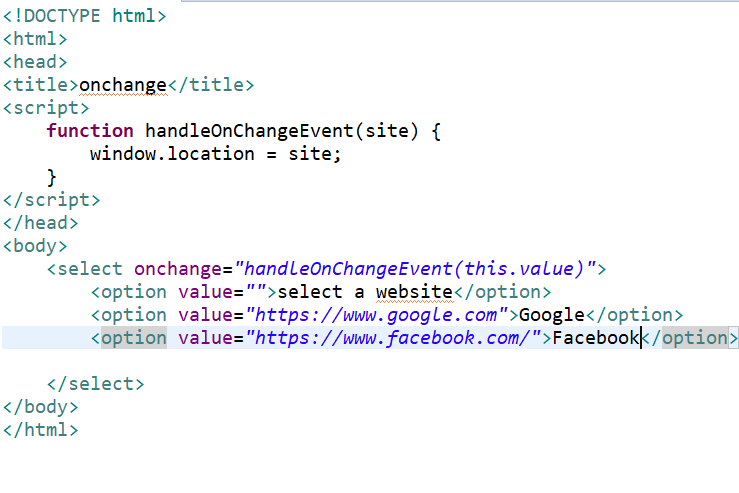 <!DOCTYPE html>
<html>
<head>
<title>onchange</title>
<script>
    function handleOnChangeEvent(site) {
        window.location = site;
    }
</script>
</head>
<body>
    <select onchange="handleOnChangeEvent(this.value)">
        <option value="">select a website</option>
        <option value="https://www.google.com">Google</option>
        <option value="https://www.facebook.com/">Facebook</option>
    </select>
</body>
</html>